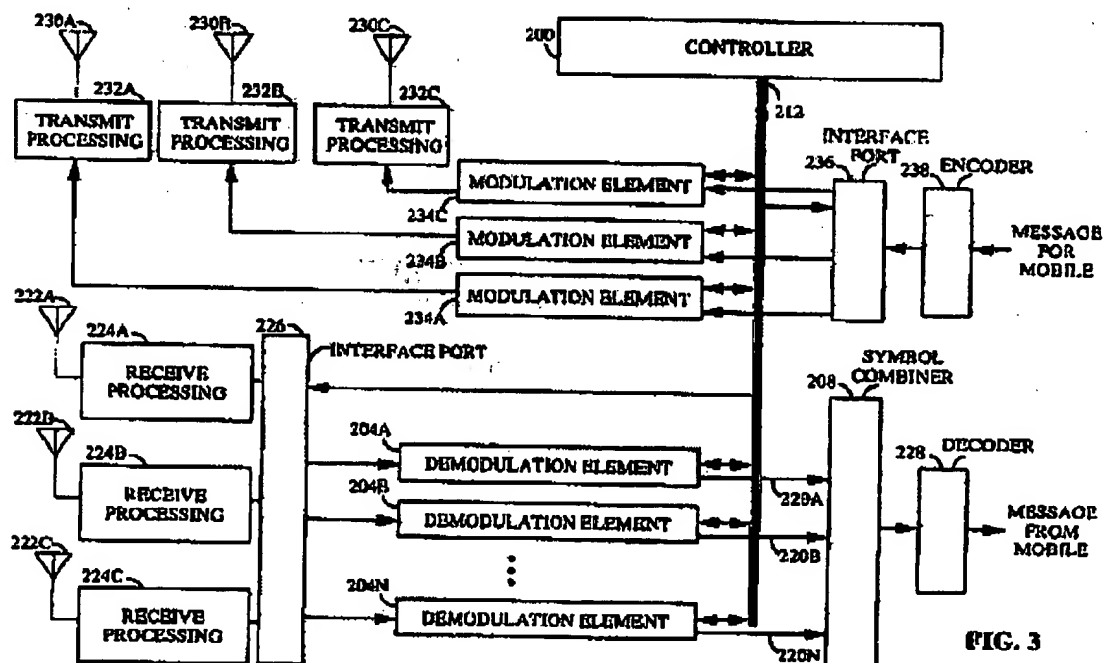 230A
230B
230C
200
CONTROLLER
232A
232B
232C
212
TRANSMIT
PROCESSING
TRANSMIT
PROCESSING
TRANSMIT
PROCESSING
INTERFACE
PORT
236
238
ENCODER
MODULATION ELEMENT
234C
MODULATION ELEMENT
234B
MODULATION ELEMENT
234A
MESSAGE
FOR
MOBILE
222A
224A
226
INTERFACE PORT
RECEIVE
PROCESSING
SYMBOL
COMBINER
208
222B
224B
204A
DEMODULATION ELEMENT
228
DECODER
RECEIVE
PROCESSING
204B
DEMODULATION ELEMENT
220A
220B
MESSAGE
FROM
MOBILE
222C
224C
204N
DEMODULATION ELEMENT
220N
RECEIVE
PROCESSING
FIG. 3